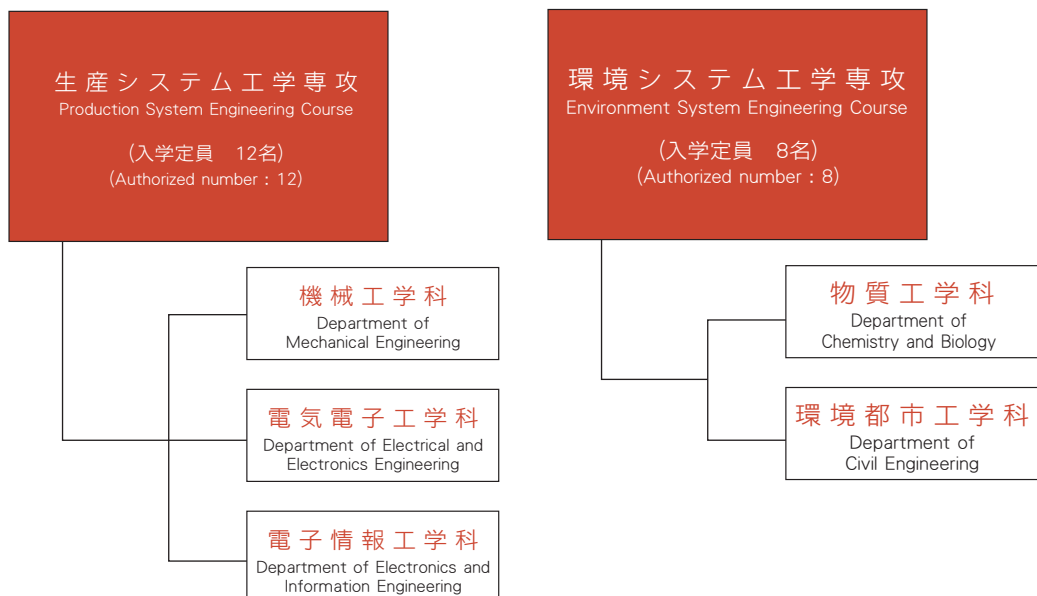 生産システム工学専攻
Production System Engineering Course
(入学定員　12名)
(Authorized number : 12)
機械工学科
Department of
Mechanical Engineering
電気電子工学科
Department of Electrical and
Electronics Engineering
電子情報工学科
Department of Electronics and
Information Engineering
環境システム工学専攻
Environment System Engineering Course
(入学定員　8名)
(Authorized number : 8)
物質工学科
Department of
Chemistry and Biology
環境都市工学科
Department of
Civil Engineering